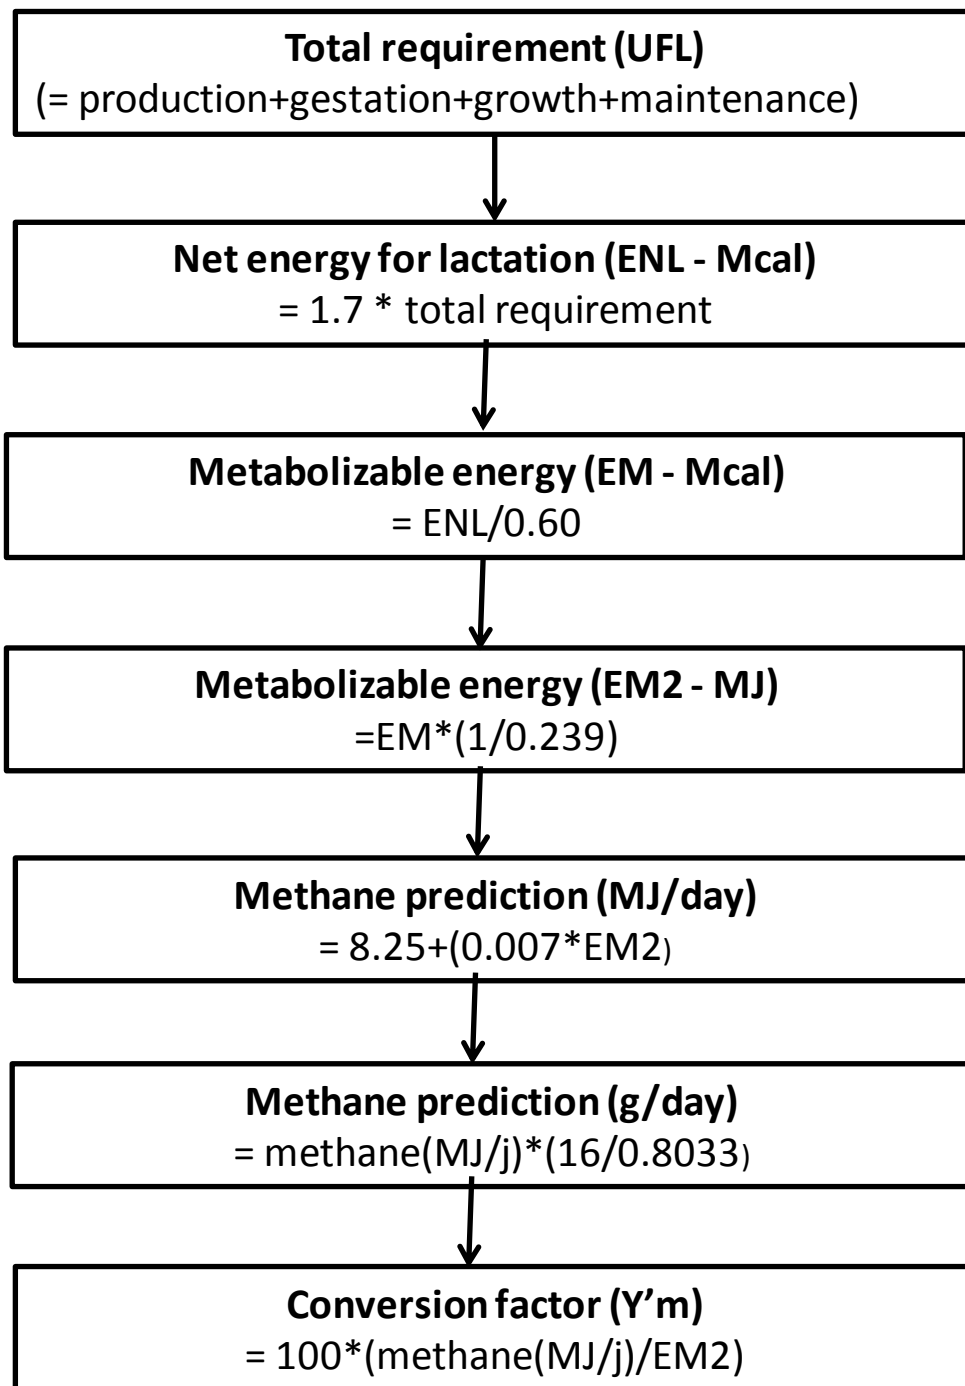 Total requirement (UFL)
(= production+gestation+growth+maintenance)
Net energy for lactation (ENL - Mcal)
= 1.7 * total requirement
Metabolizable energy (EM - Mcal)
= ENL/0.60
Metabolizable energy (EM2 - MJ)
=EM*(1/0.239)
Methane prediction (MJ/day)
= 8.25+(0.007*EM2)
Methane prediction (g/day)
= methane(MJ/j)*(16/0.8033)
Conversion factor (Y’m)
= 100*(methane(MJ/j)/EM2)